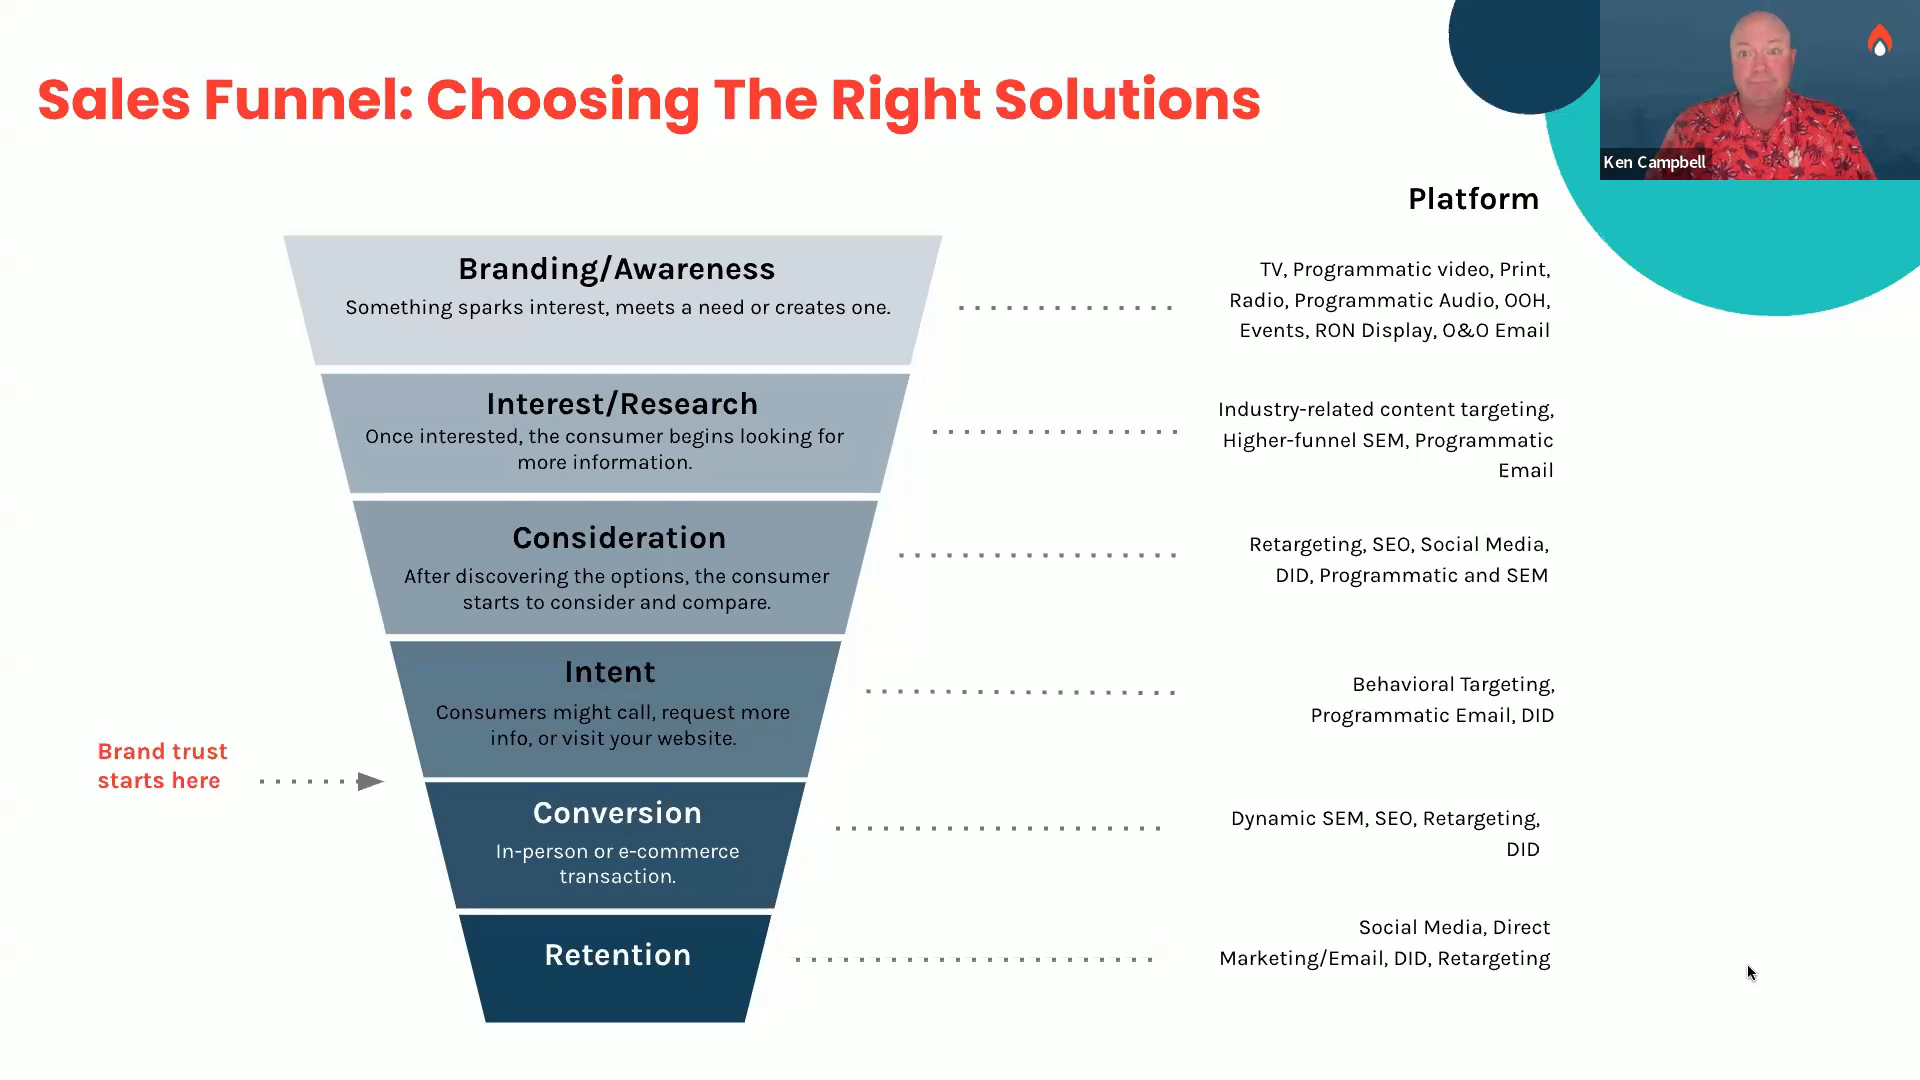 Sales Funnel: Choosing The Right Solutions
Ken Campbell
Platform
Branding/Awareness
Something sparks interest, meets a need or creates one.
TV, Programmatic video, Print,
Radio, Programmatic Audio, OOH,
Events, RON Display, O&O Email
Interest/Research
Once interested, the consumer begins looking for
more information.
Industry-related content targeting,
Higher-funnel SEM, Programmatic
Email
Consideration
After discovering the options, the consumer
starts to consider and compare.
Retargeting, SEO, Social Media,
DID, Programmatic and SEM
Intent
Consumers might call, request more
info, or visit your website.
Behavioral Targeting,
Programmatic Email, DID
Brand trust
starts here
Conversion
In-person or e-commerce
transaction.
Dynamic SEM, SEO, Retargeting,
DID
Retention
Social Media, Direct
Marketing/Email, DID, Retargeting